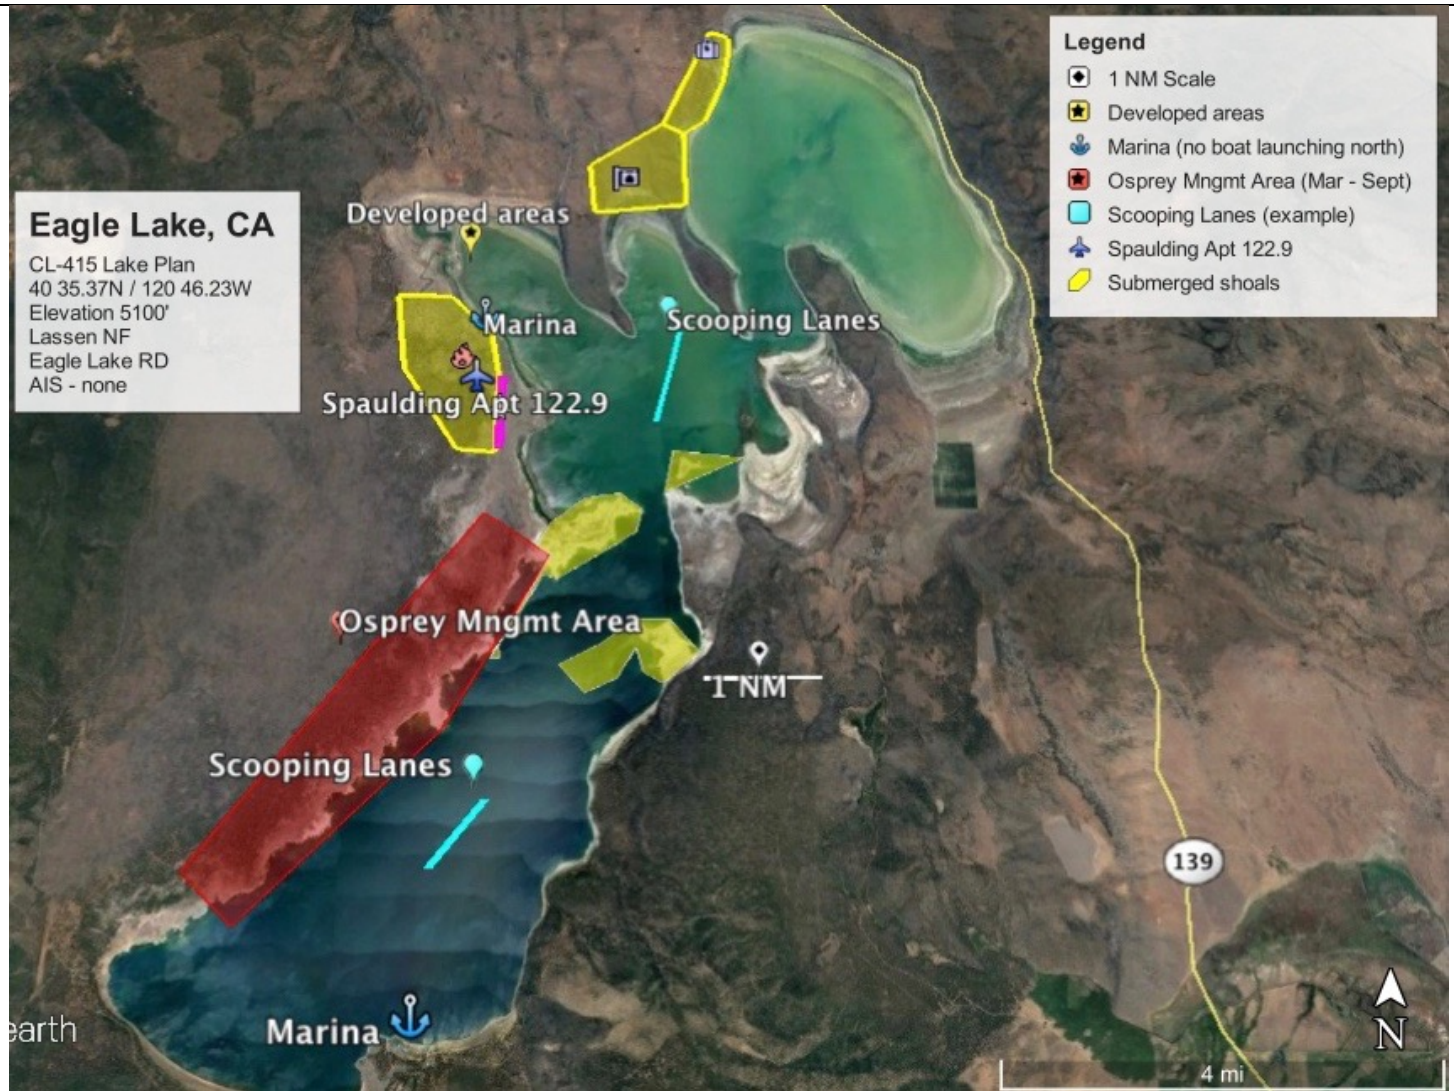 Legend
1 NM Scale
Developed areas
Marina (no boat launching north)
Osprey Mngmt Area (Mar - Sept)
Scooping Lanes (example)
Spaulding Apt 122.9
Submerged shoals
Eagle Lake, CA
CL-415 Lake Plan
40 35.37N / 120 46.23W
Elevation 5100'
Lassen NF
Eagle Lake RD
AIS - none
Developed areas
Marina
Scooping Lanes
Spaulding Apt 122.9
Osprey Mngmt Area
1 NM
Scooping Lanes
139
Marina
earth
N
4 mi